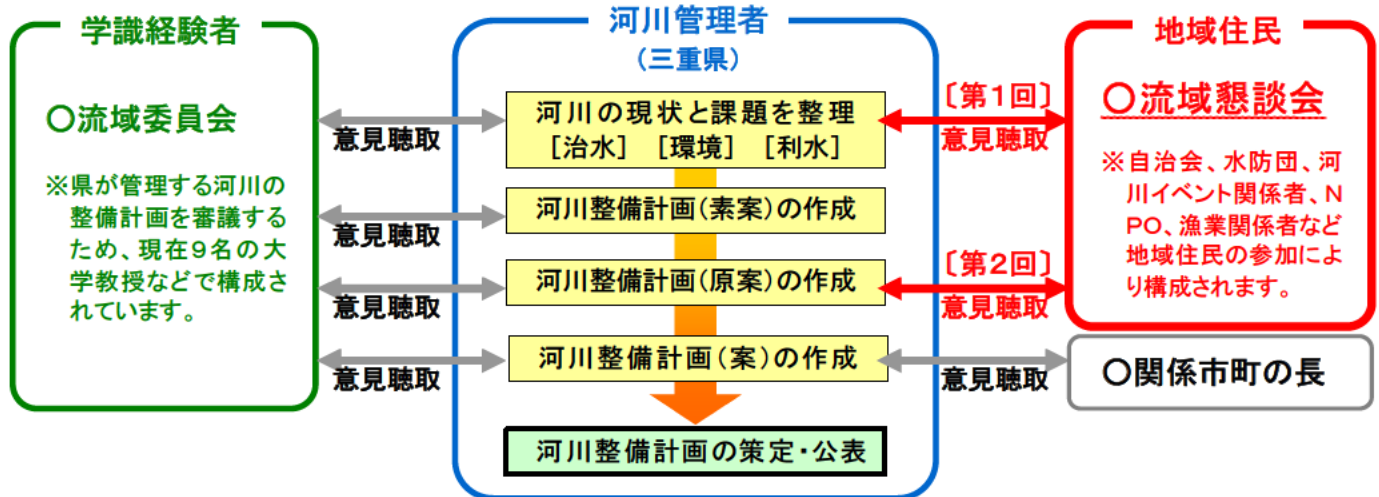 学識経験者
○流域委員会
※県が管理する河川の
整備計画を審議する
ため、現在9名の大
学教授などで構成さ
れています。
意見聴取
意見聴取
意見聴取
意見聴取
河川管理者
(三重県)
河川の現状と課題を整理
[治水] [環境] [利水]
河川整備計画(素案)の作成
河川整備計画(原案)の作成
河川整備計画(案)の作成
河川整備計画の策定・公表
〔第1回〕
意見聴取
〔第2回〕
意見聴取
意見聴取
地域住民
○流域懇談会
※自治会、水防団、河
川イベント関係者、N
PO、漁業関係者など
地域住民の参加によ
り構成されます。
○関係市町の長